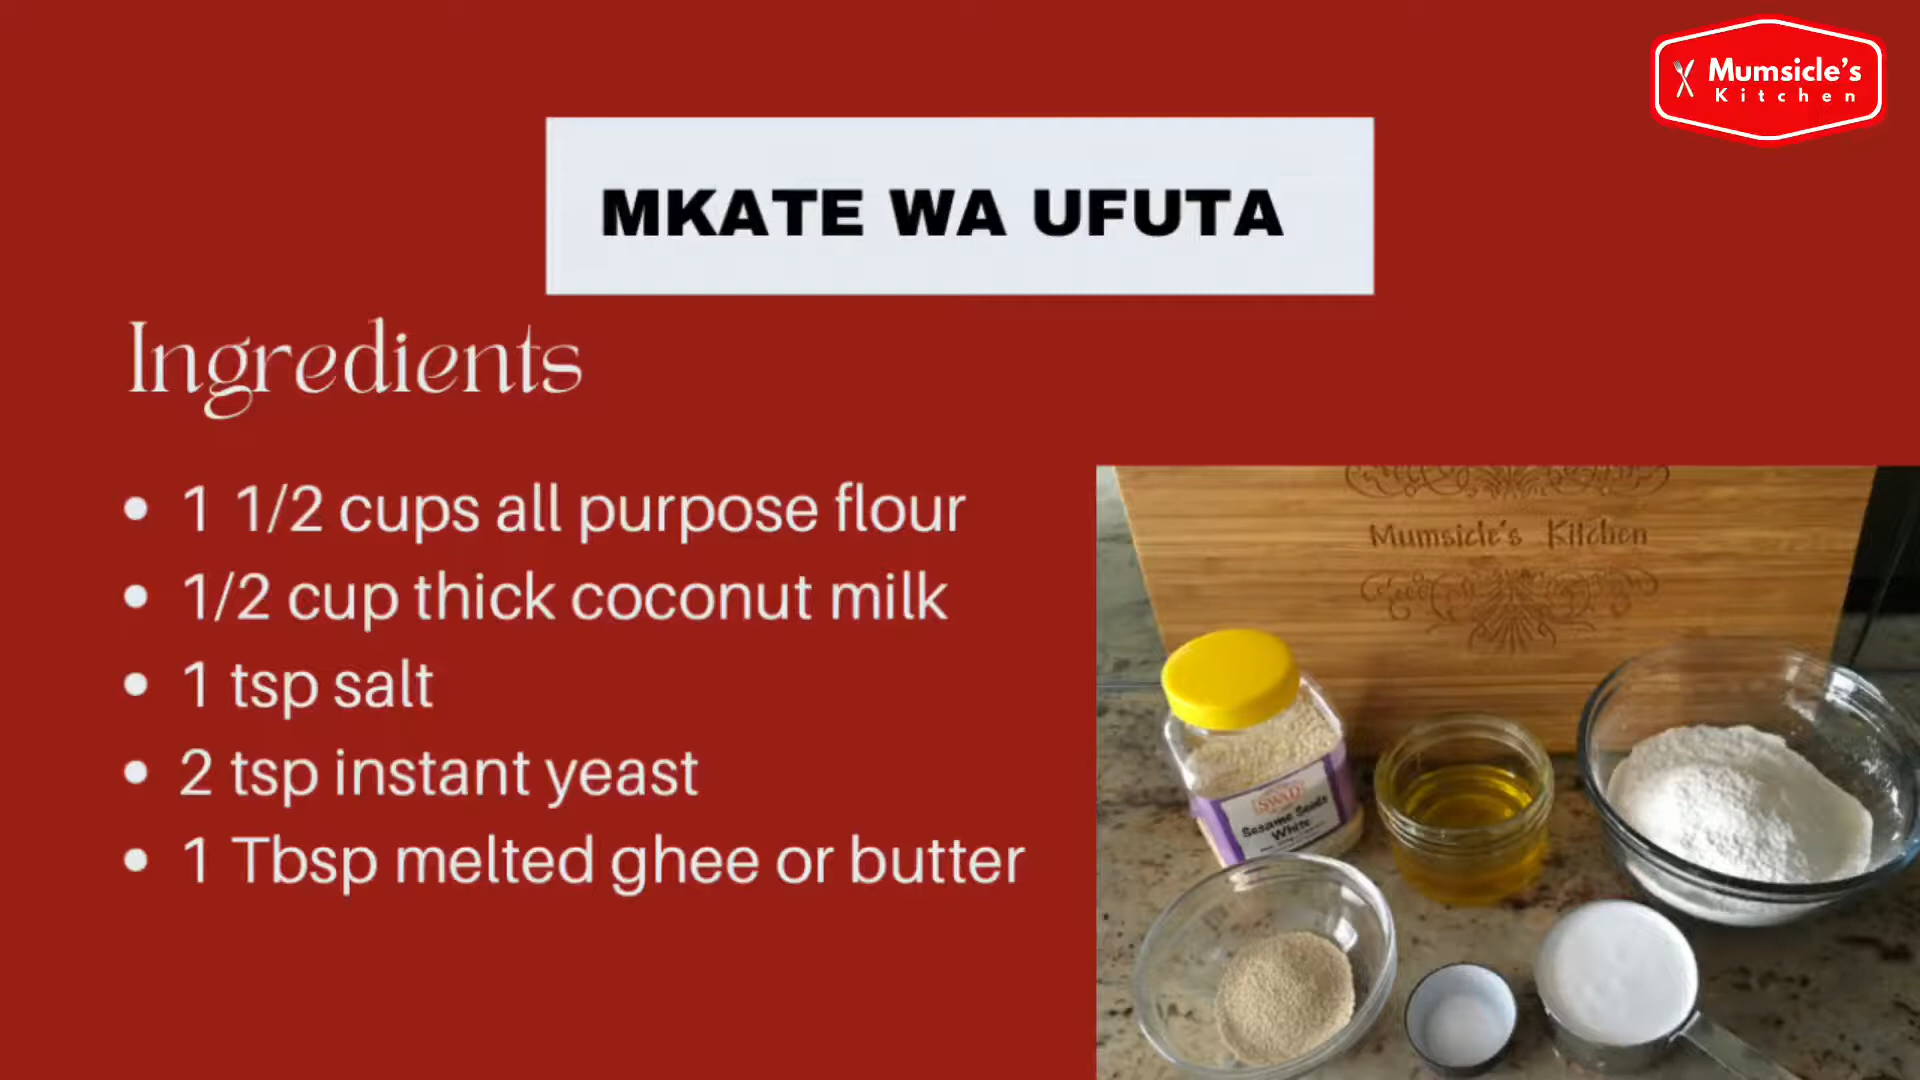 Mumsicle's
Kitchen
MKATE WA UFUTA
Ingredients
• 1 1/2 cups all purpose flour
• 1/2 cup thick coconut milk
• 1 tsp salt
• 2 tsp instant yeast
• 1 Tbsp melted ghee or butter
Mumsicle's Kitchen
SWAD
Sesame Seeds
White